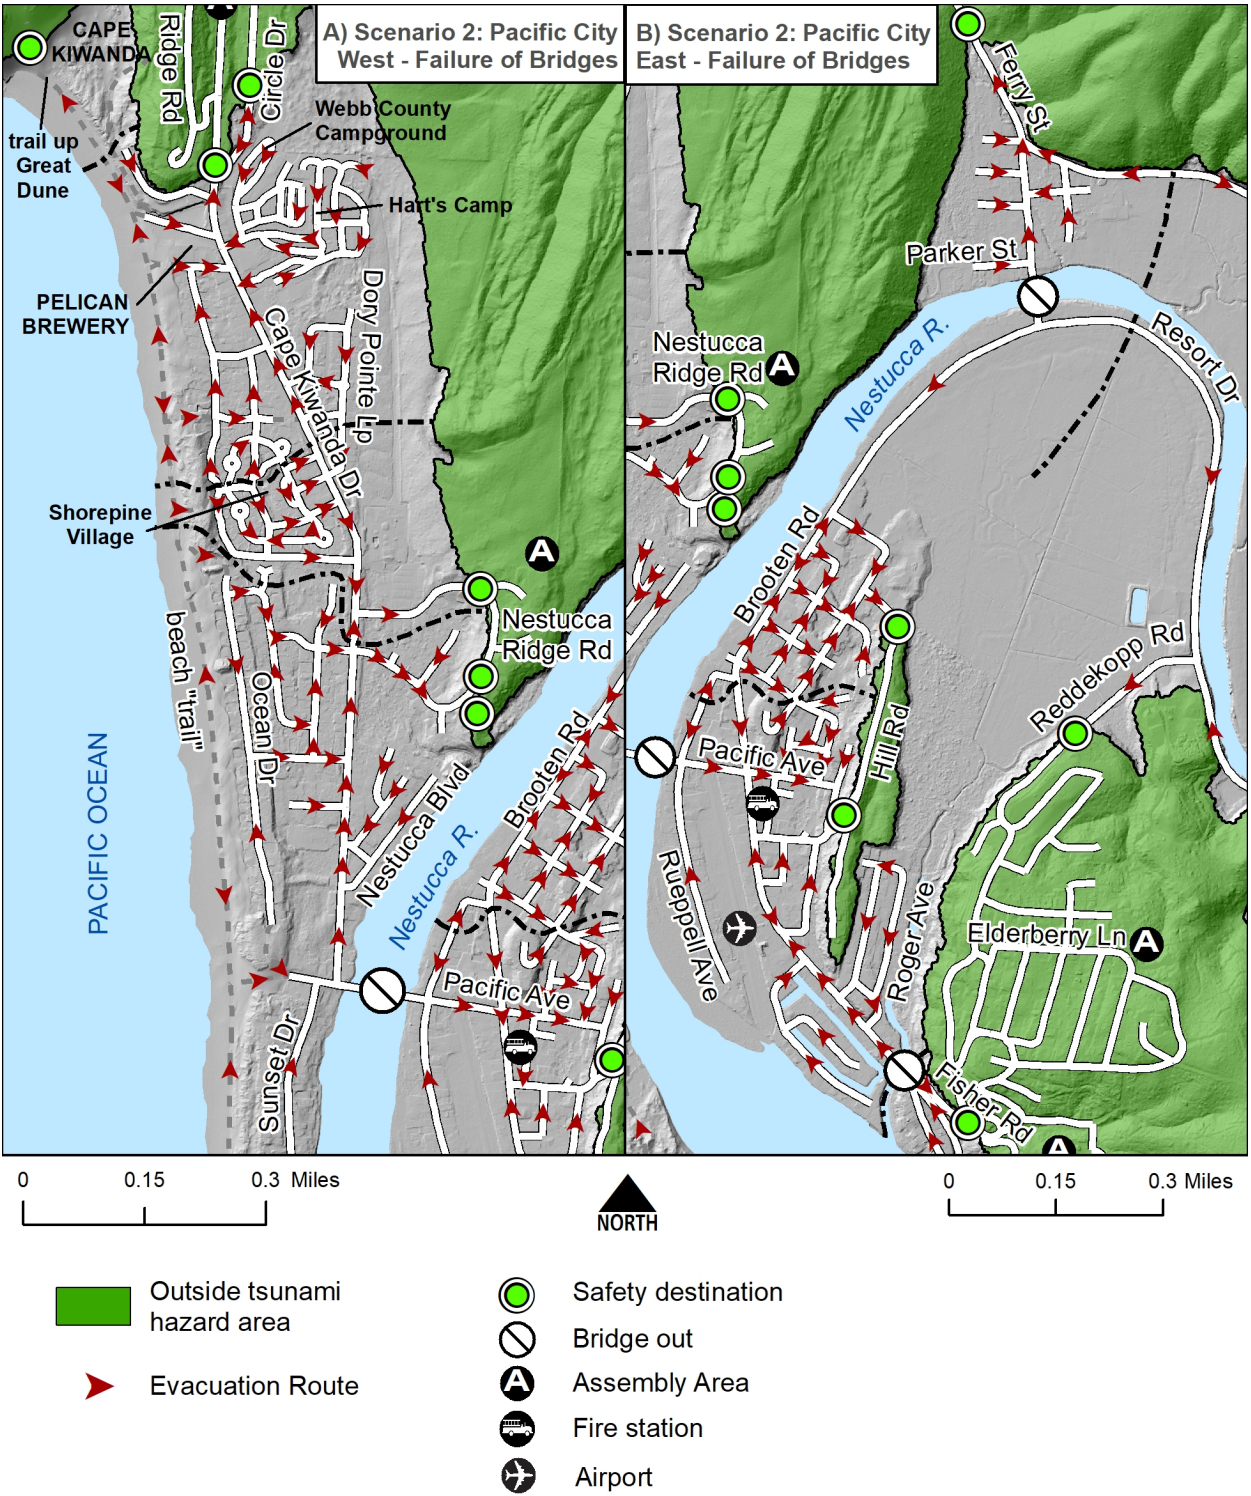 A) Scenario 2: Pacific City
West - Failure of Bridges
B) Scenario 2: Pacific City
East - Failure of Bridges
CAPE
KIWANDA
Ridge Rd
Circle Dr
A
Webb County
Campground
trail up
Great
Dune
Hart's Camp
PELICAN
BREWERY
Cape Kiwanda Dr
Dory Pointe Lp
Shorepine
Village
A
Nestucca
Ridge Rd
beach "trail"
Ocean Dr
PACIFIC OCEAN
Brooten Rd
Nestucca Blvd
Nestucca R.
Pacific Ave
Sunset Dr
Ferry St
Parker St
Nestucca R.
Resort Dr
Nestucca
Ridge Rd
A
Brooten Rd
Reddekopp Rd
Pacific Ave
Hill Rd
Rueppell Ave
Roger Ave
Elderberry Ln
A
Fisher Rd
A
0 0.15 0.3 Miles
NORTH
0 0.15 0.3 Miles
Outside tsunami
hazard area
Evacuation Route
Safety destination
Bridge out
A Assembly Area
Fire station
Airport